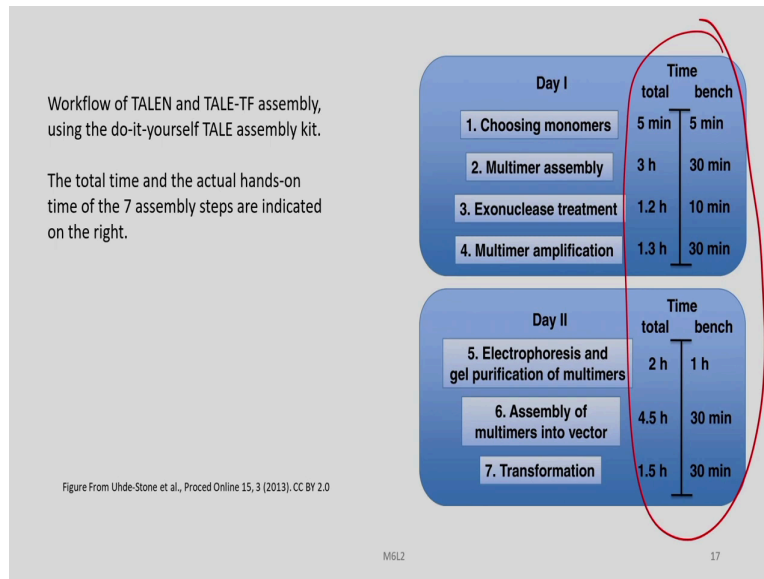 Workflow of TALEN and TALE-TF assembly,
using the do-it-yourself TALE assembly kit.
The total time and the actual hands-on
time of the 7 assembly steps are indicated
on the right.
Figure From Uhde-Stone et al., Proced Online 15, 3 (2013). CC BY 2.0
Day I
Time
total bench
1. Choosing monomers 5 min 5 min
2. Multimer assembly 3 h 30 min
3. Exonuclease treatment 1.2 h 10 min
4. Multimer amplification 1.3 h 30 min
Day II
Time
total bench
5. Electrophoresis and
gel purification of multimers 2 h 1 h
6. Assembly of
multimers into vector 4.5 h 30 min
7. Transformation 1.5 h 30 min
M6L2 17